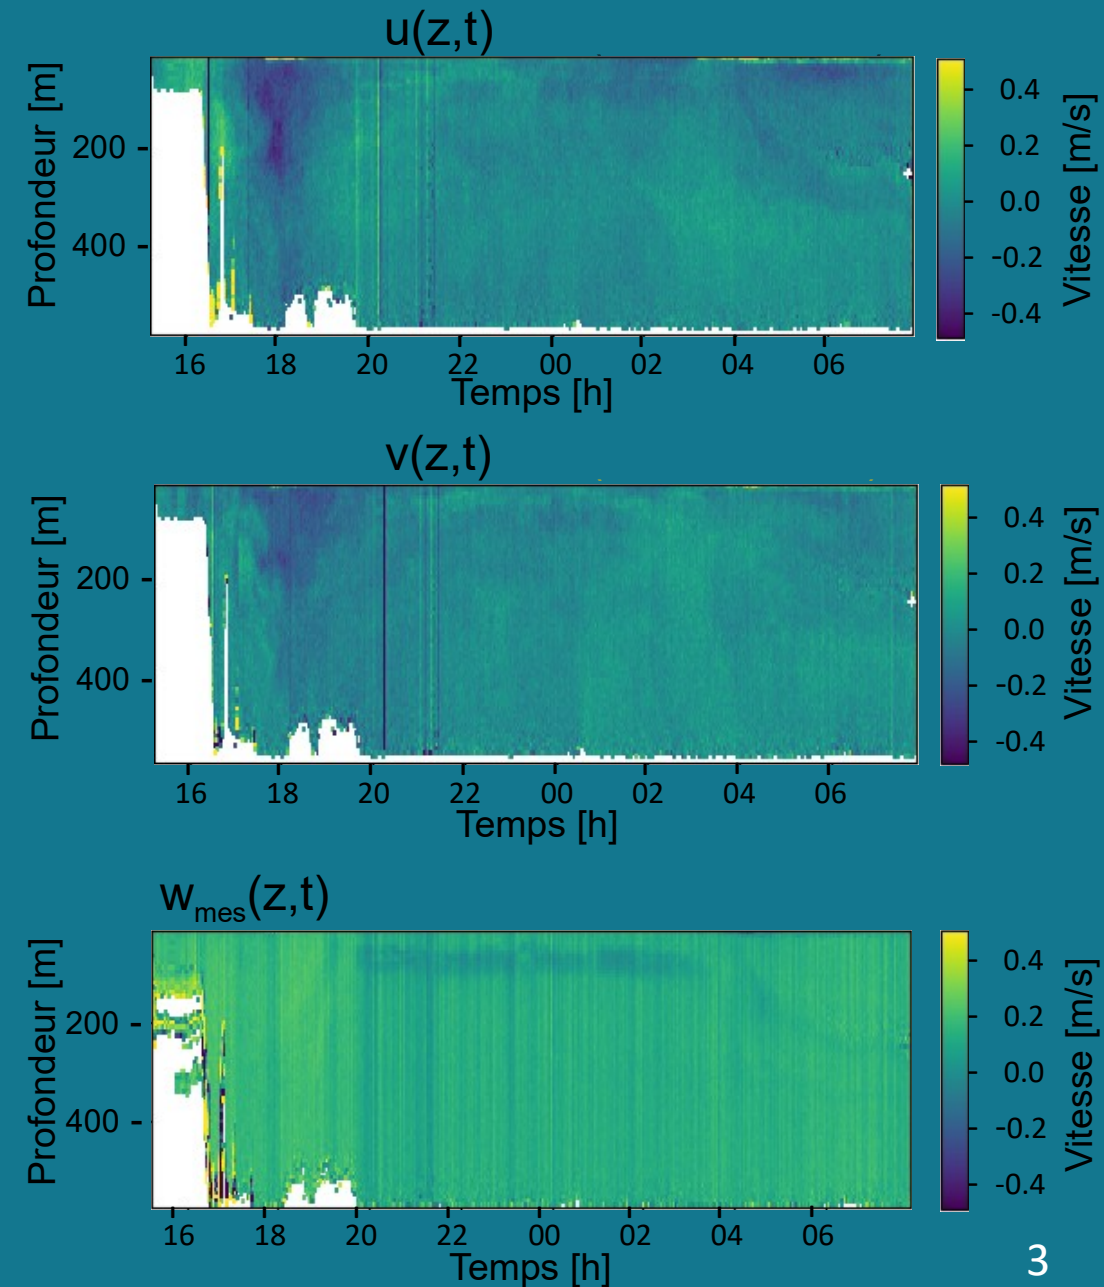 u(z,t)
Profondeur [m]
200
400
16 18 20 22 00 02 04 06
Temps [h]
0.4
0.2
0.0
-0.2
-0.4
Vitesse [m/s]
v(z,t)
Profondeur [m]
200
400
16 18 20 22 00 02 04 06
Temps [h]
0.4
0.2
0.0
-0.2
-0.4
Vitesse [m/s]
wmes(z,t)
Profondeur [m]
200
400
16 18 20 22 00 02 04 06
Temps [h]
0.4
0.2
0.0
-0.2
-0.4
Vitesse [m/s]
3